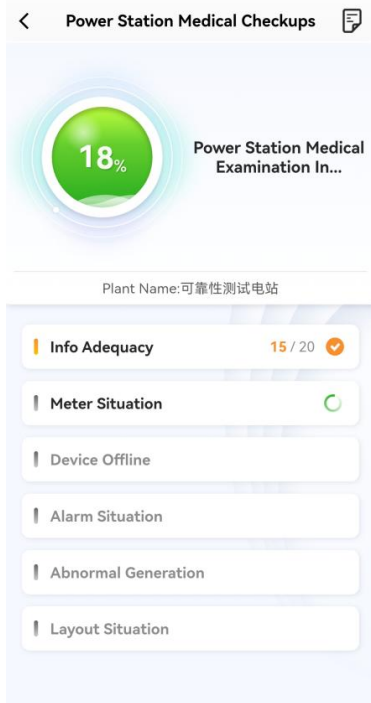 Power Station Medical Checkups
18%
Power Station Medical
Examination In...
Plant Name:可靠性测试电站
Info Adequacy 15 / 20
Meter Situation
Device Offline
Alarm Situation
Abnormal Generation
Layout Situation